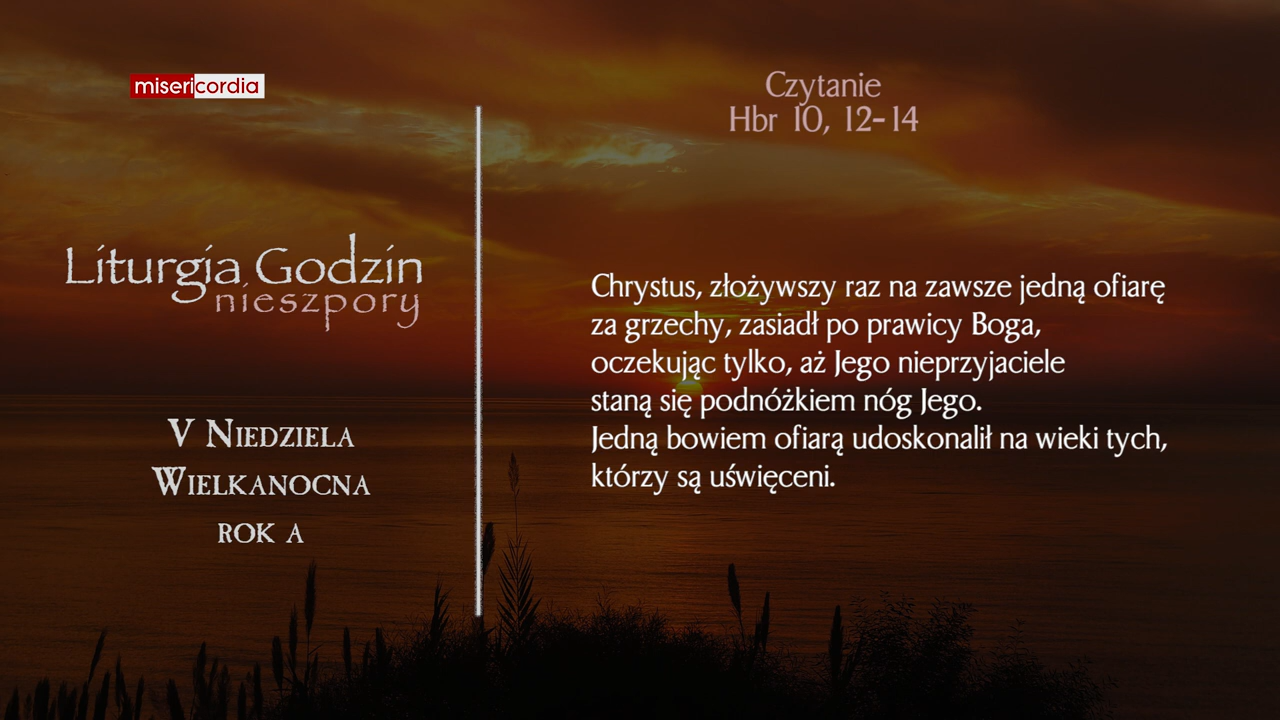 misericordia
Liturgia Godzin
nieszpory
V Niedziela
Wielkanocna
rok A
Czytanie
Hbr 10, 12-14
Chrystus, złożywszy raz na zawsze jedną ofiarę
za grzechy, zasiadł po prawicy Boga,
oczekując tylko, aż Jego nieprzyjaciele
staną się podnóżkiem nóg Jego.
Jedną bowiem ofiarą udoskonalił na wieki tych,
którzy są uświęceni.